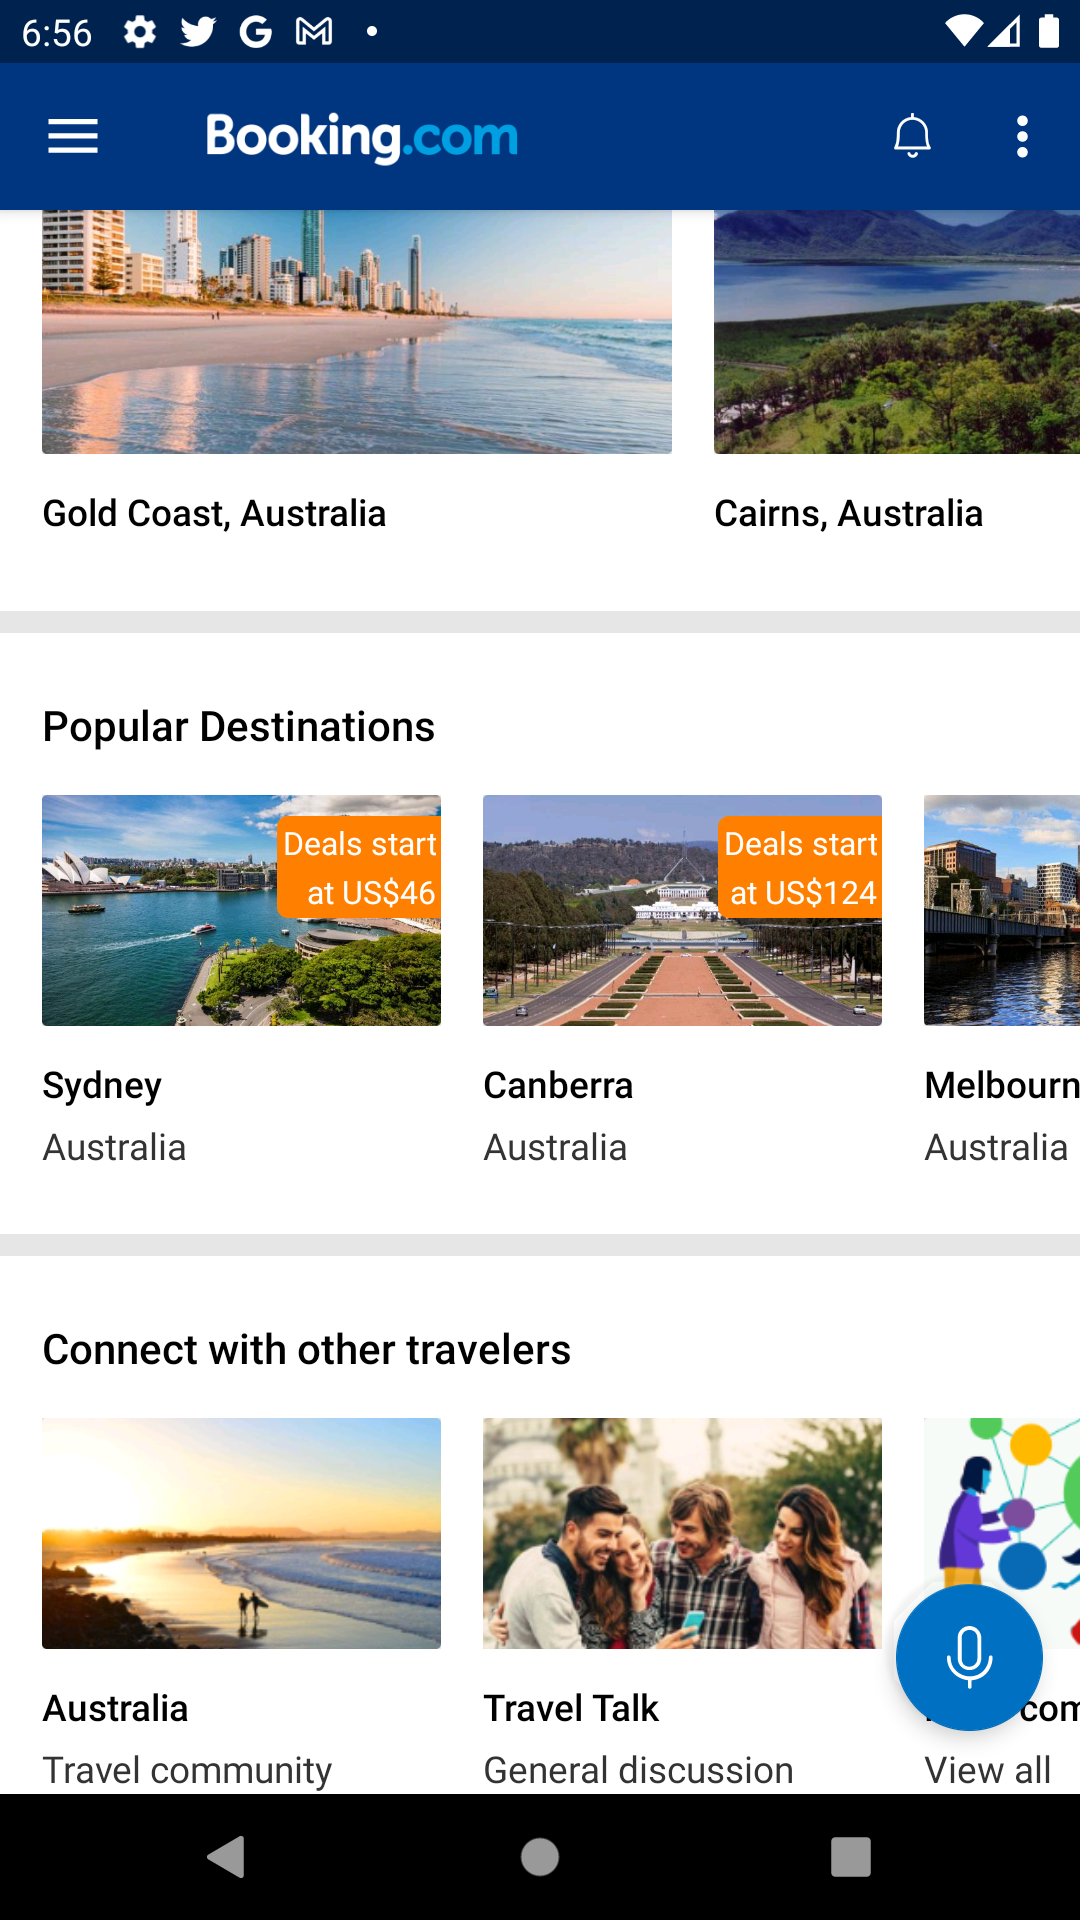 6:56
Booking.com
Gold Coast, Australia
Cairns, Australia
Popular Destinations
Deals start
at US$46
Deals start
at US$124
Sydney
Canberra
Melbourn
Australia
Australia
Australia
Connect with other travelers
Australia
Travel Talk
com
Travel community
General discussion
View all